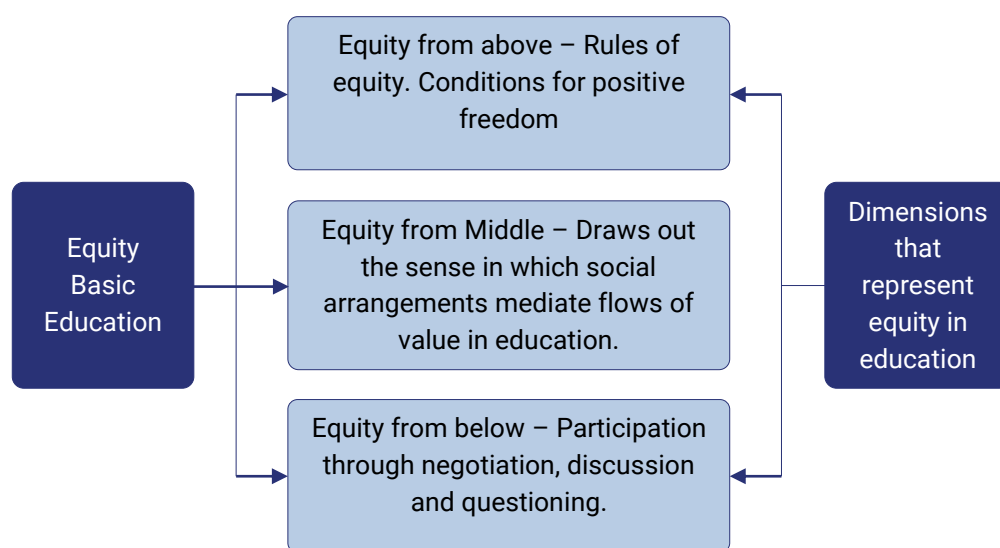 Equity
Basic
Education
Equity from above – Rules of
equity. Conditions for positive
freedom
Equity from Middle – Draws out
the sense in which social
arrangements mediate flows of
value in education.
Equity from below – Participation
through negotiation, discussion
and questioning.
Dimensions
that
represent
equity in
education